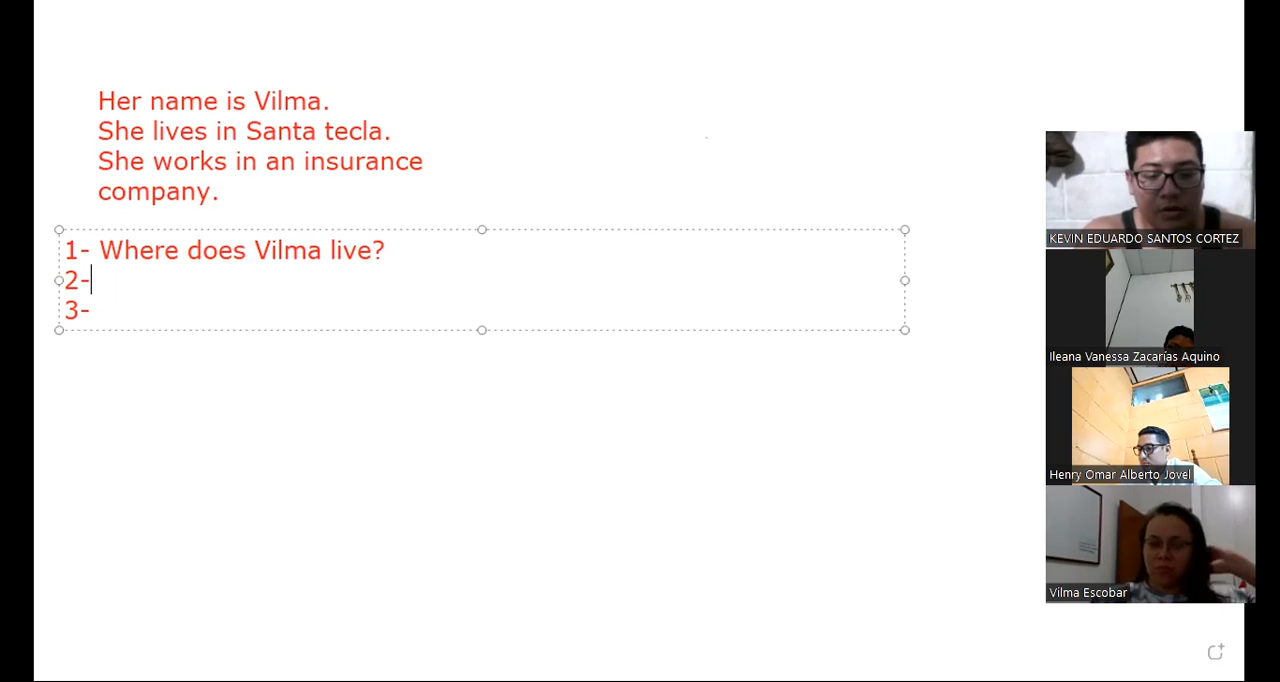 Her name is Vilma.
She lives in Santa tecla.
She works in an insurance
company.
1- Where does Vilma live?
2-
3-
KEVIN EDUARDO SANTOS CORTEZ
Ileana Vanessa Zacarías Aquino
Henry Omar Alberto Jovel
Vilma Escobar